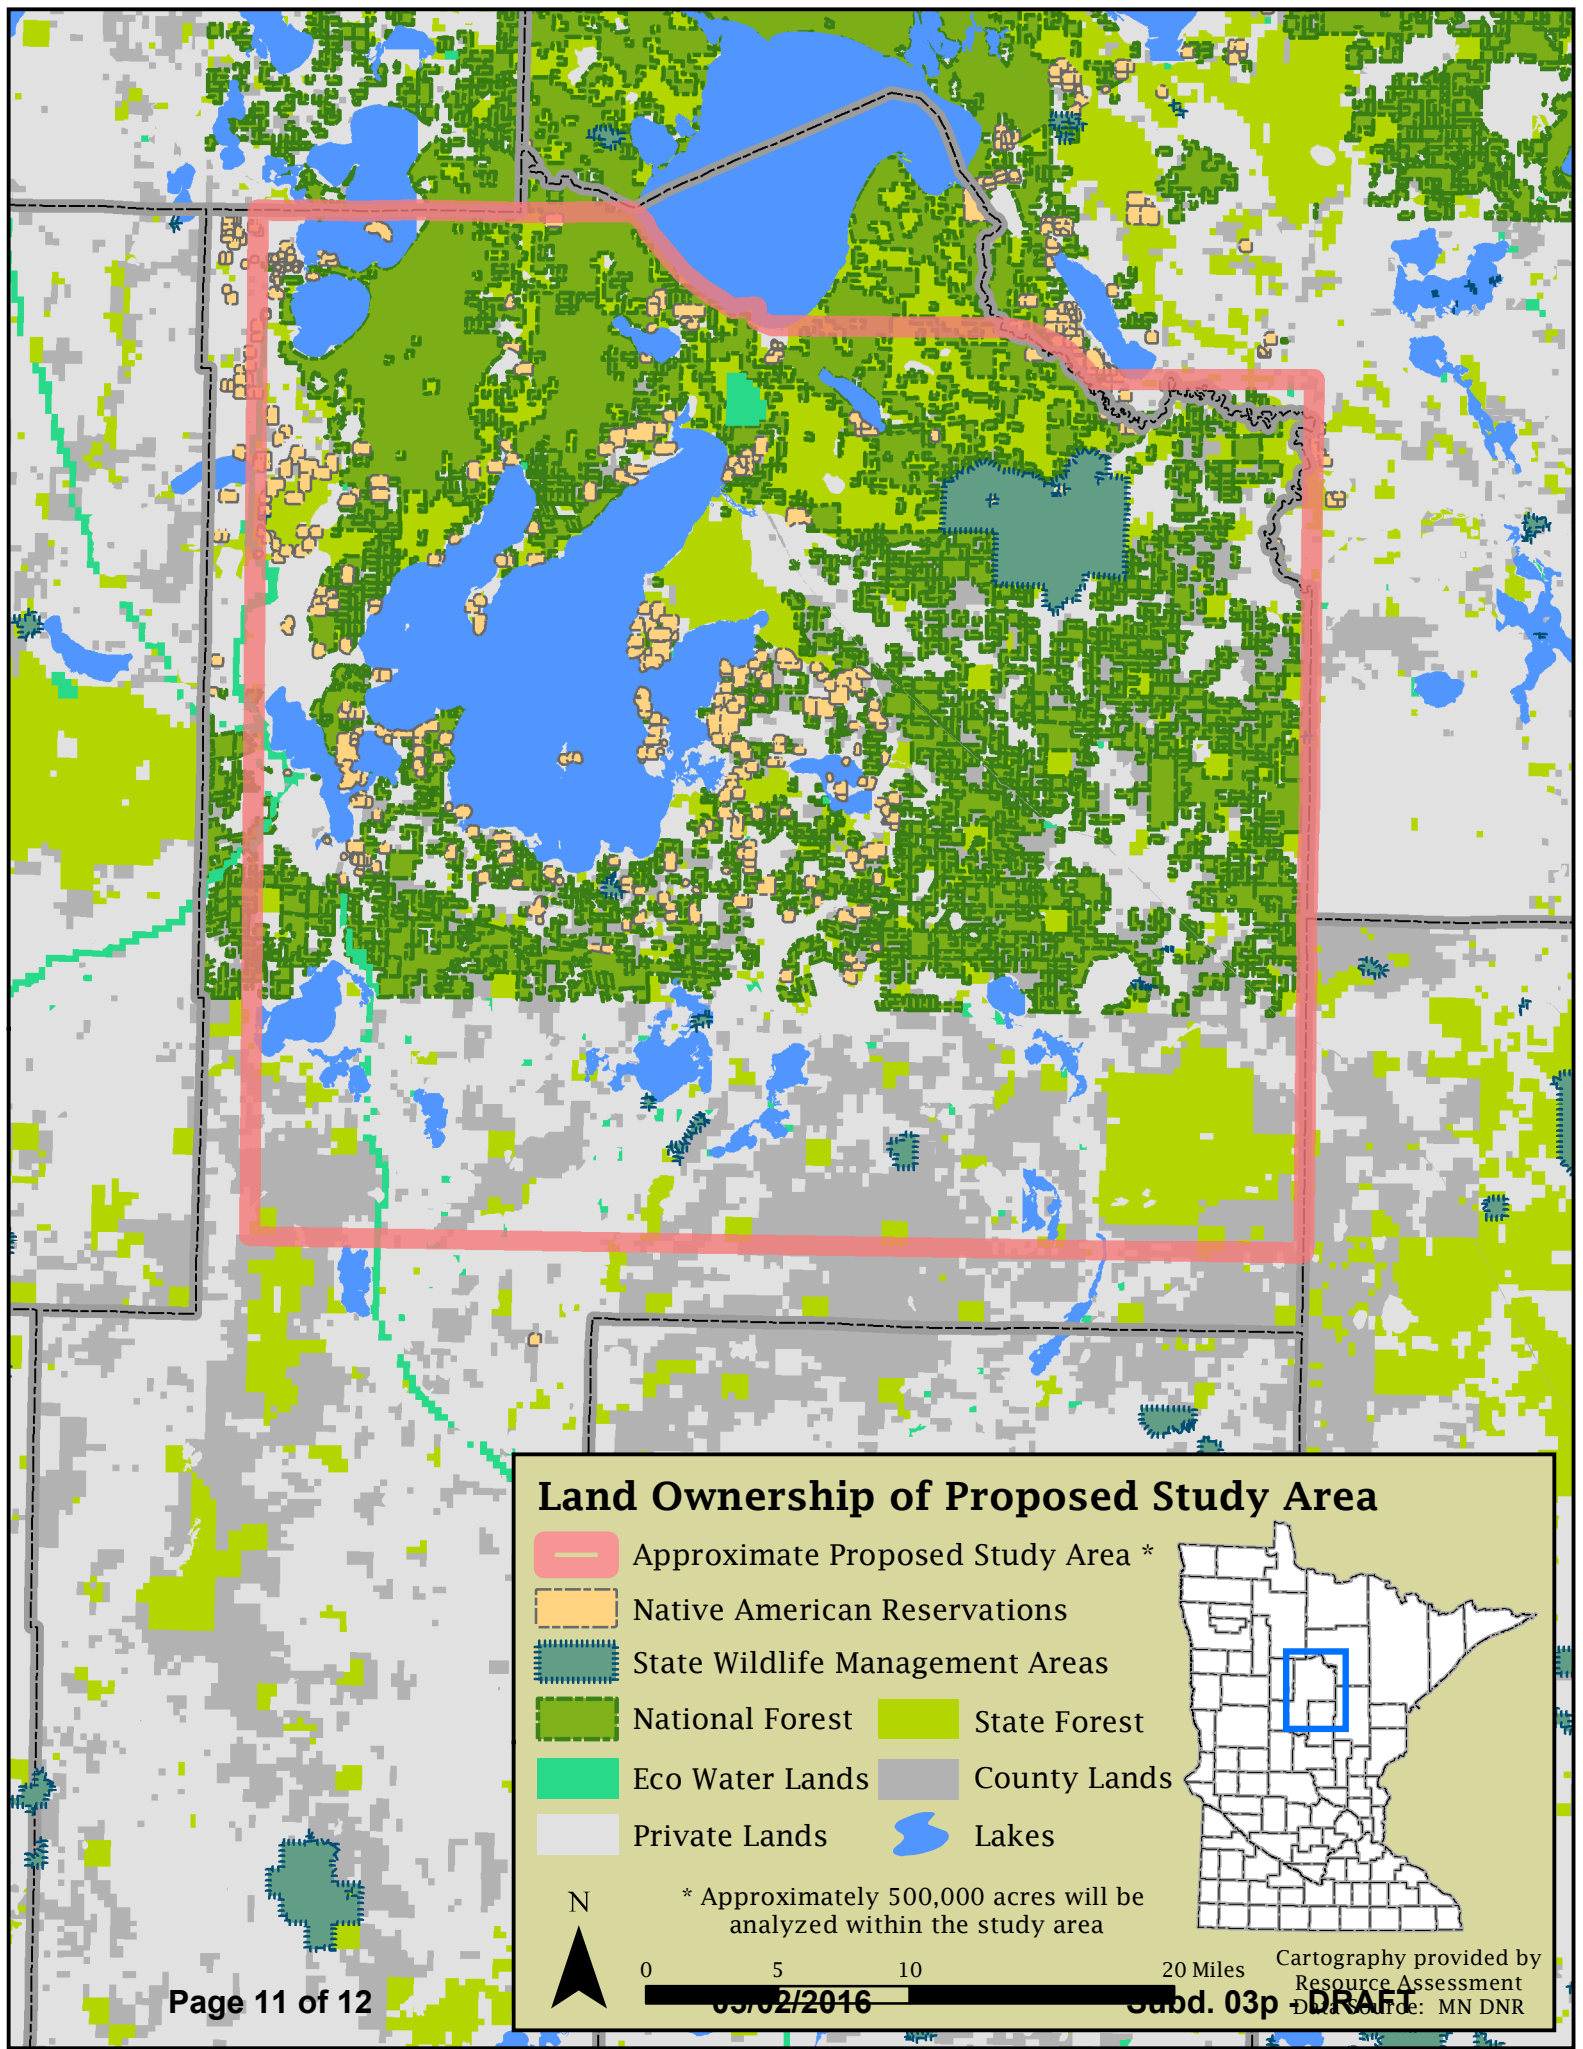 Land Ownership of Proposed Study Area
Approximate Proposed Study Area *
Native American Reservations
State Wildlife Management Areas
National Forest
State Forest
Eco Water Lands
County Lands
Private Lands
Lakes
N
* Approximately 500,000 acres will be
analyzed within the study area
0 5 10 20 Miles
Cartography provided by
Resource Assessment
Data Source: MN DNR
Page 11 of 12
05/02/2016
Subd. 03p - DRAFT